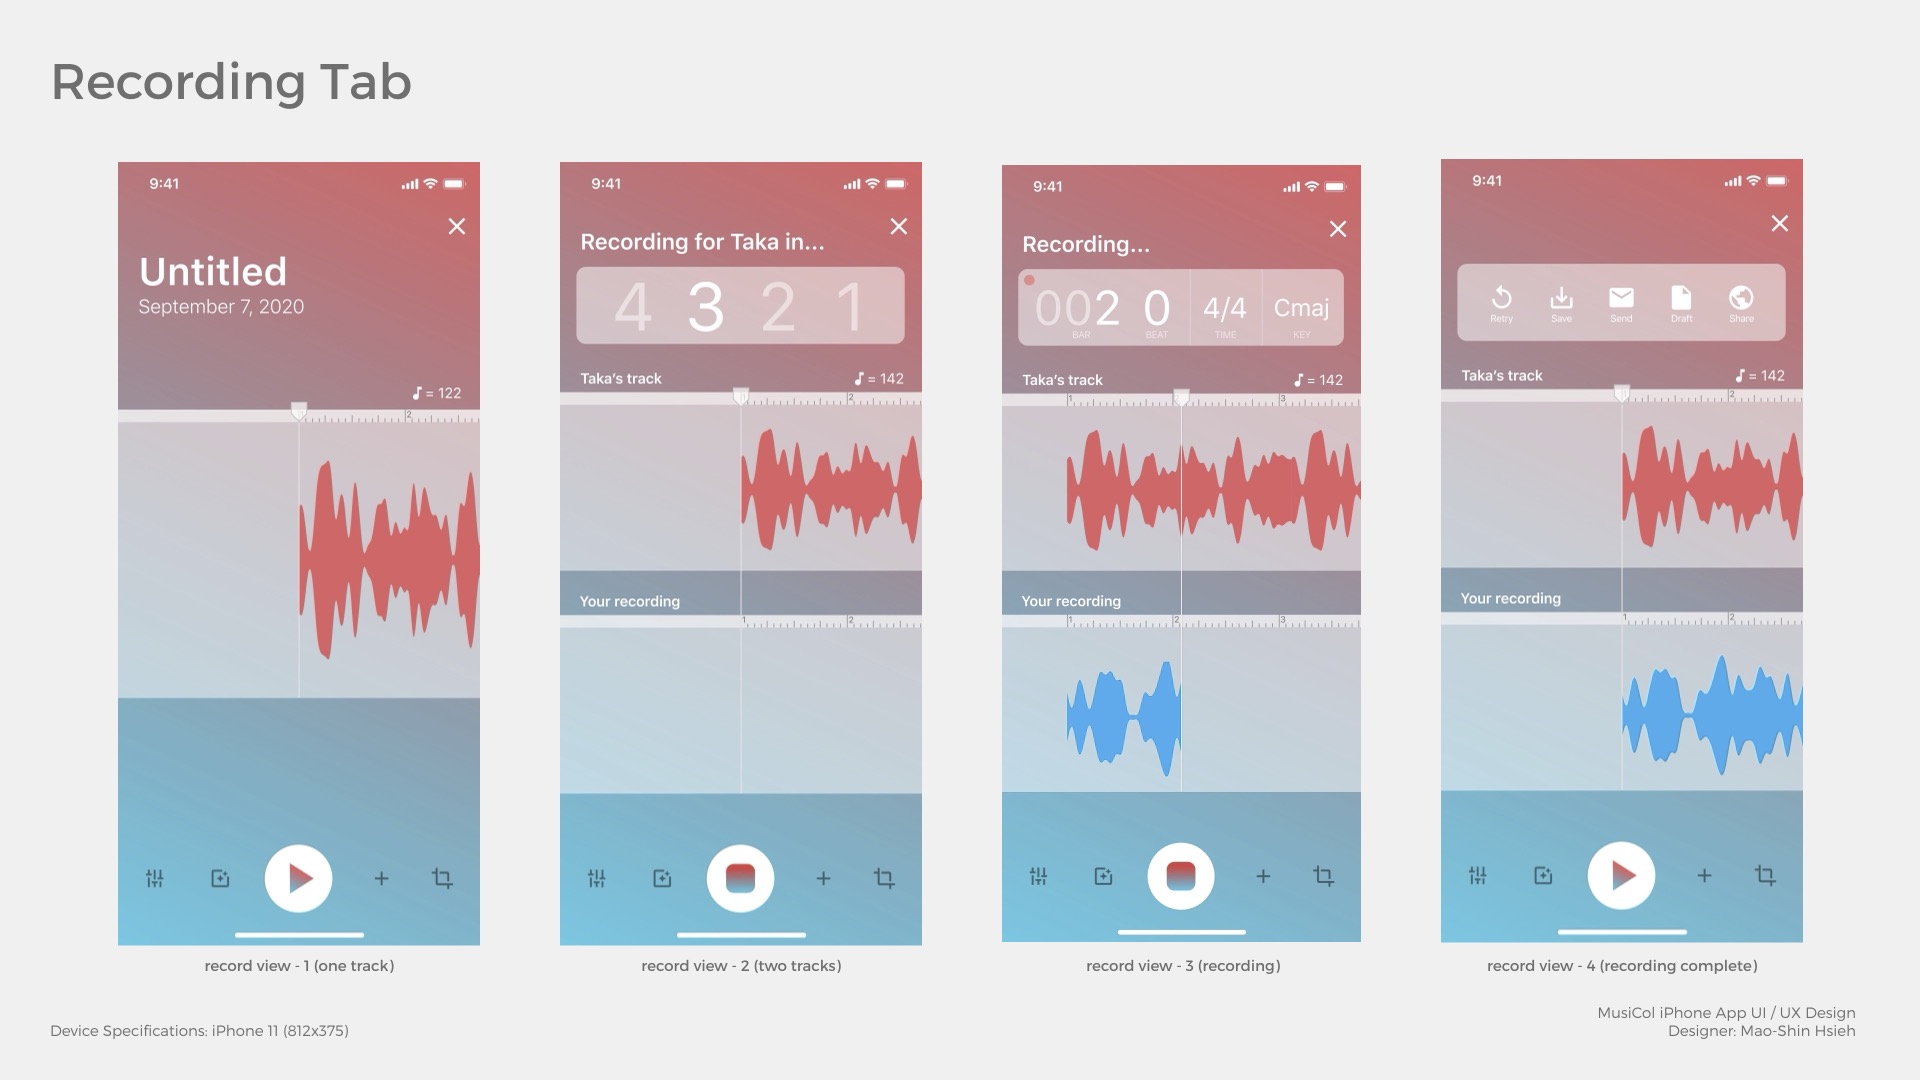 Recording Tab
9:41
Untitled
September 7, 2020
= 122
2
record view - 1 (one track)
9:41
Recording for Taka in...
4 3 2 1
Taka's track = 142
2
Your recording
1 2
record view - 2 (two tracks)
9:41
Recording...
002 0 4/4 Cmaj
BAR BEAT TIME KEY
Taka's track = 142
1 3
Your recording
1 2 3
record view - 3 (recording)
9:41
Retry Save Send Draft Share
Taka's track = 142
2
Your recording
1 2
record view - 4 (recording complete)
Device Specifications: iPhone 11 (812x375)
MusiCol iPhone App UI / UX Design
Designer: Mao-Shin Hsieh